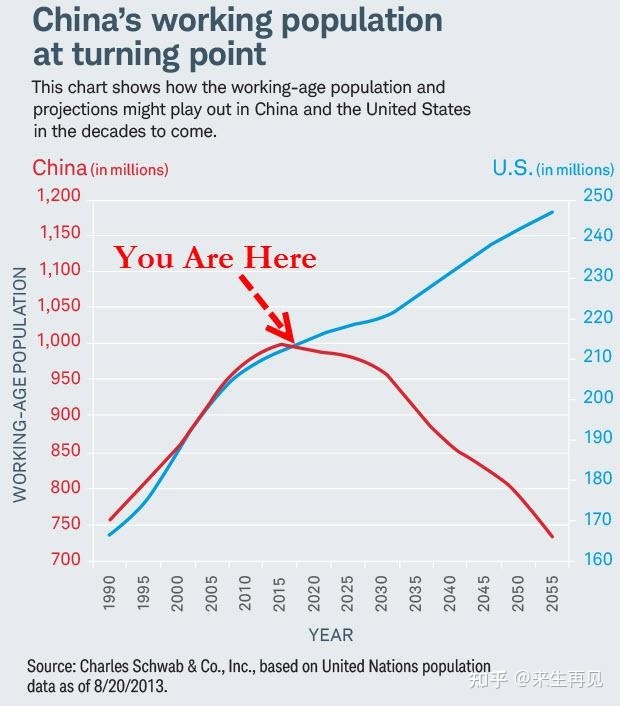 China's working population
at turning point
This chart shows how the working-age population and
projections might play out in China and the United States
in the decades to come.
China (in millions)
U.S. (in millions)
1,200
1,150
1,100
1,050
1,000
950
900
850
800
750
700
250
240
230
220
210
200
190
180
170
160
WORKING-AGE POPULATION
You Are Here
1990
1995
2000
2005
2010
2015
2020
2025
2030
2035
2040
2045
2050
2055
YEAR
Source: Charles Schwab & Co., Inc., based on United Nations population
data as of 8/20/2013.
知乎 @来生再见